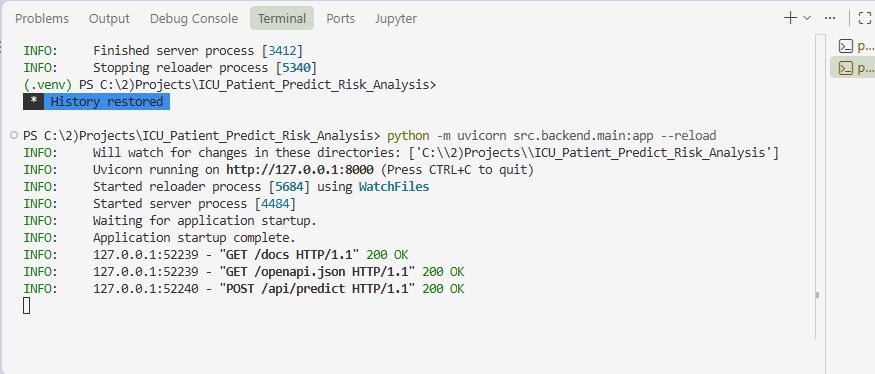 Problems Output Debug Console Terminal Ports Jupyter
INFO: Finished server process [3412]
INFO: Stopping reloader process [5340]
(.venv) PS C:\2)Projects\ICU_Patient_Predict_Risk_Analysis>
* History restored
PS C:\2)Projects\ICU_Patient_Predict_Risk_Analysis> python -m uvicorn src.backend.main:app --reload
INFO: Will watch for changes in these directories: ['C:\\2)Projects\\ICU_Patient_Predict_Risk_Analysis']
INFO: Uvicorn running on http://127.0.0.1:8000 (Press CTRL+C to quit)
INFO: Started reloader process [5684] using WatchFiles
INFO: Started server process [4484]
INFO: Waiting for application startup.
INFO: Application startup complete.
INFO: 127.0.0.1:52239 - "GET /docs HTTP/1.1" 200 OK
INFO: 127.0.0.1:52239 - "GET /openapi.json HTTP/1.1" 200 OK
INFO: 127.0.0.1:52240 - "POST /api/predict HTTP/1.1" 200 OK
p...
p...